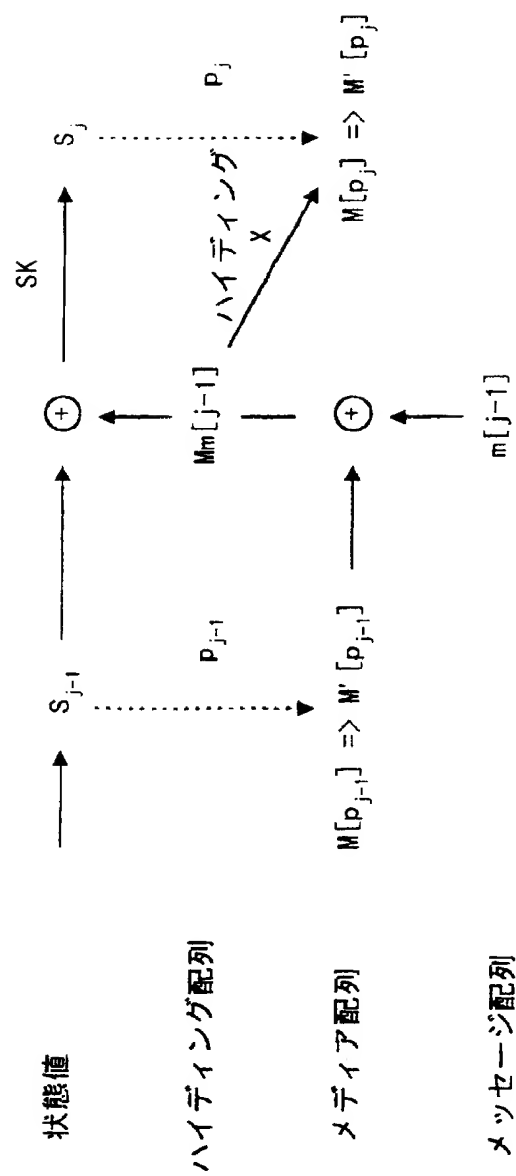 状態値 S_{j-1} ⊕ SK S_j
ハイディング配列 p_{j-1} Mm[j-1] ハイディング X p_j
メディア配列 M[p_{j-1}] => M'[p_{j-1}] ⊕ M[p_j] => M'[p_j]
メッセージ配列 m[j-1]